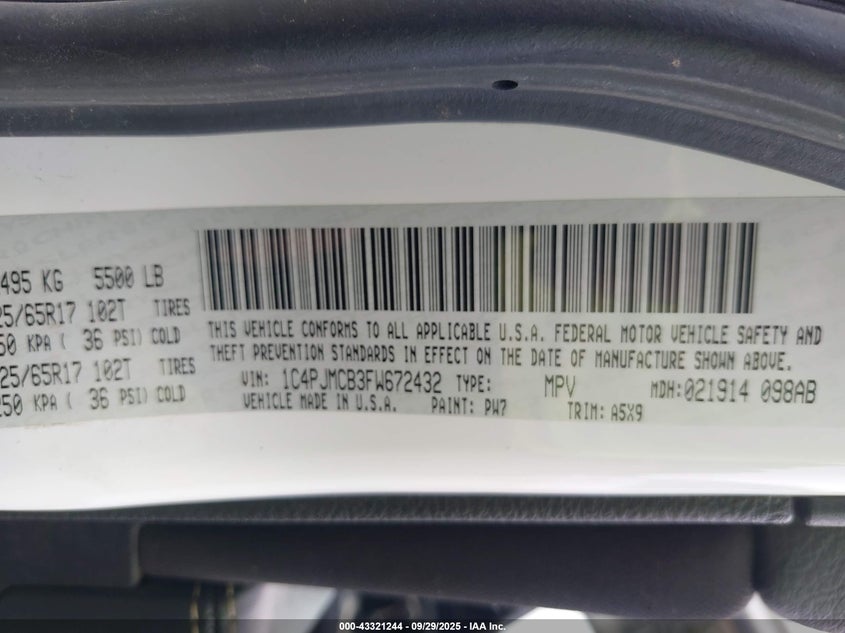 495 KG 5500 LB
25/65R17 102T TIRES
50 KPA ( 36 PSI) COLD
25/65R17 102T TIRES
250 KPA ( 36 PSI) COLD
THIS VEHICLE CONFORMS TO ALL APPLICABLE U.S.A. FEDERAL MOTOR VEHICLE SAFETY AND
THEFT PREVENTION STANDARDS IN EFFECT ON THE DATE OF MANUFACTURE SHOWN ABOVE.
VIN: 1C4PJMCB3FW672432 TYPE: MPV MDH:021914 098AB
VEHICLE MADE IN U.S.A. PAINT: PW7 TRIM: A5X9
000-43321244 - 09/29/2025 - IAA Inc.